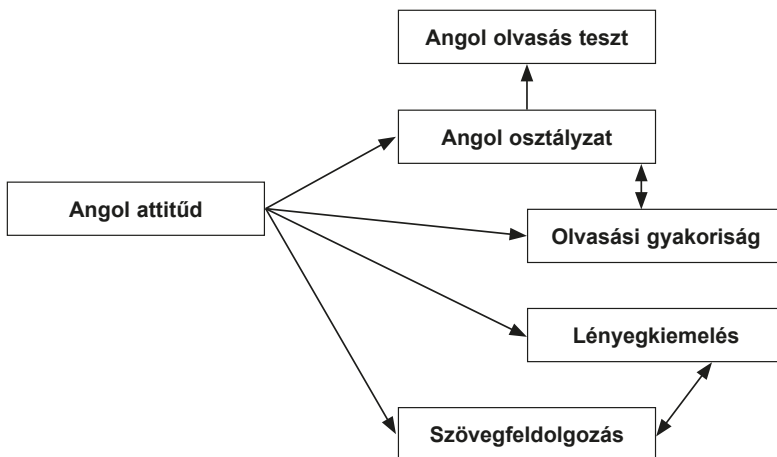 Angol olvasás teszt
Angol osztályzat
Angol attitűd
Olvasási gyakoriság
Lényegkiemelés
Szövegfeldolgozás